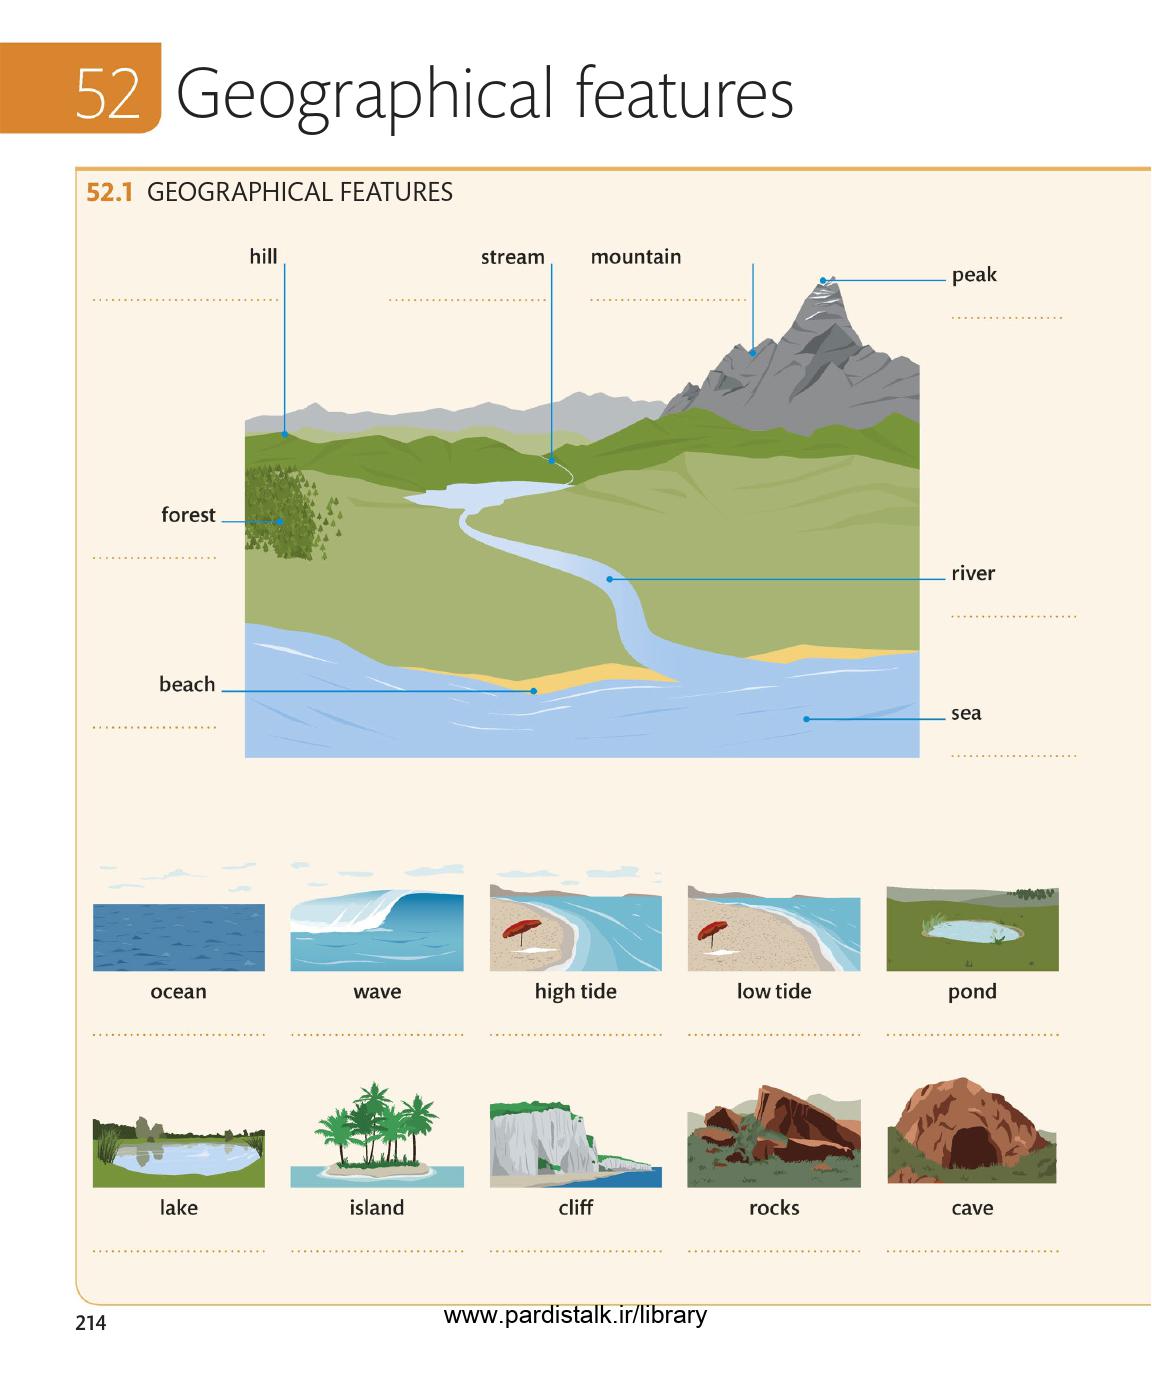 52 Geographical features
52.1 GEOGRAPHICAL FEATURES
hill
stream
mountain
peak
forest
river
beach
sea
ocean
wave
high tide
low tide
pond
lake
island
cliff
rocks
cave
214
www.pardistalk.ir/library